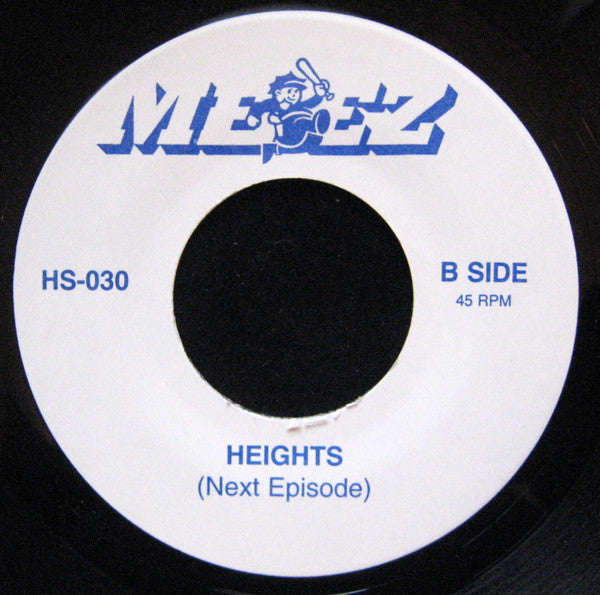 MEEZ
HS-030
B SIDE
45 RPM
HEIGHTS
(Next Episode)